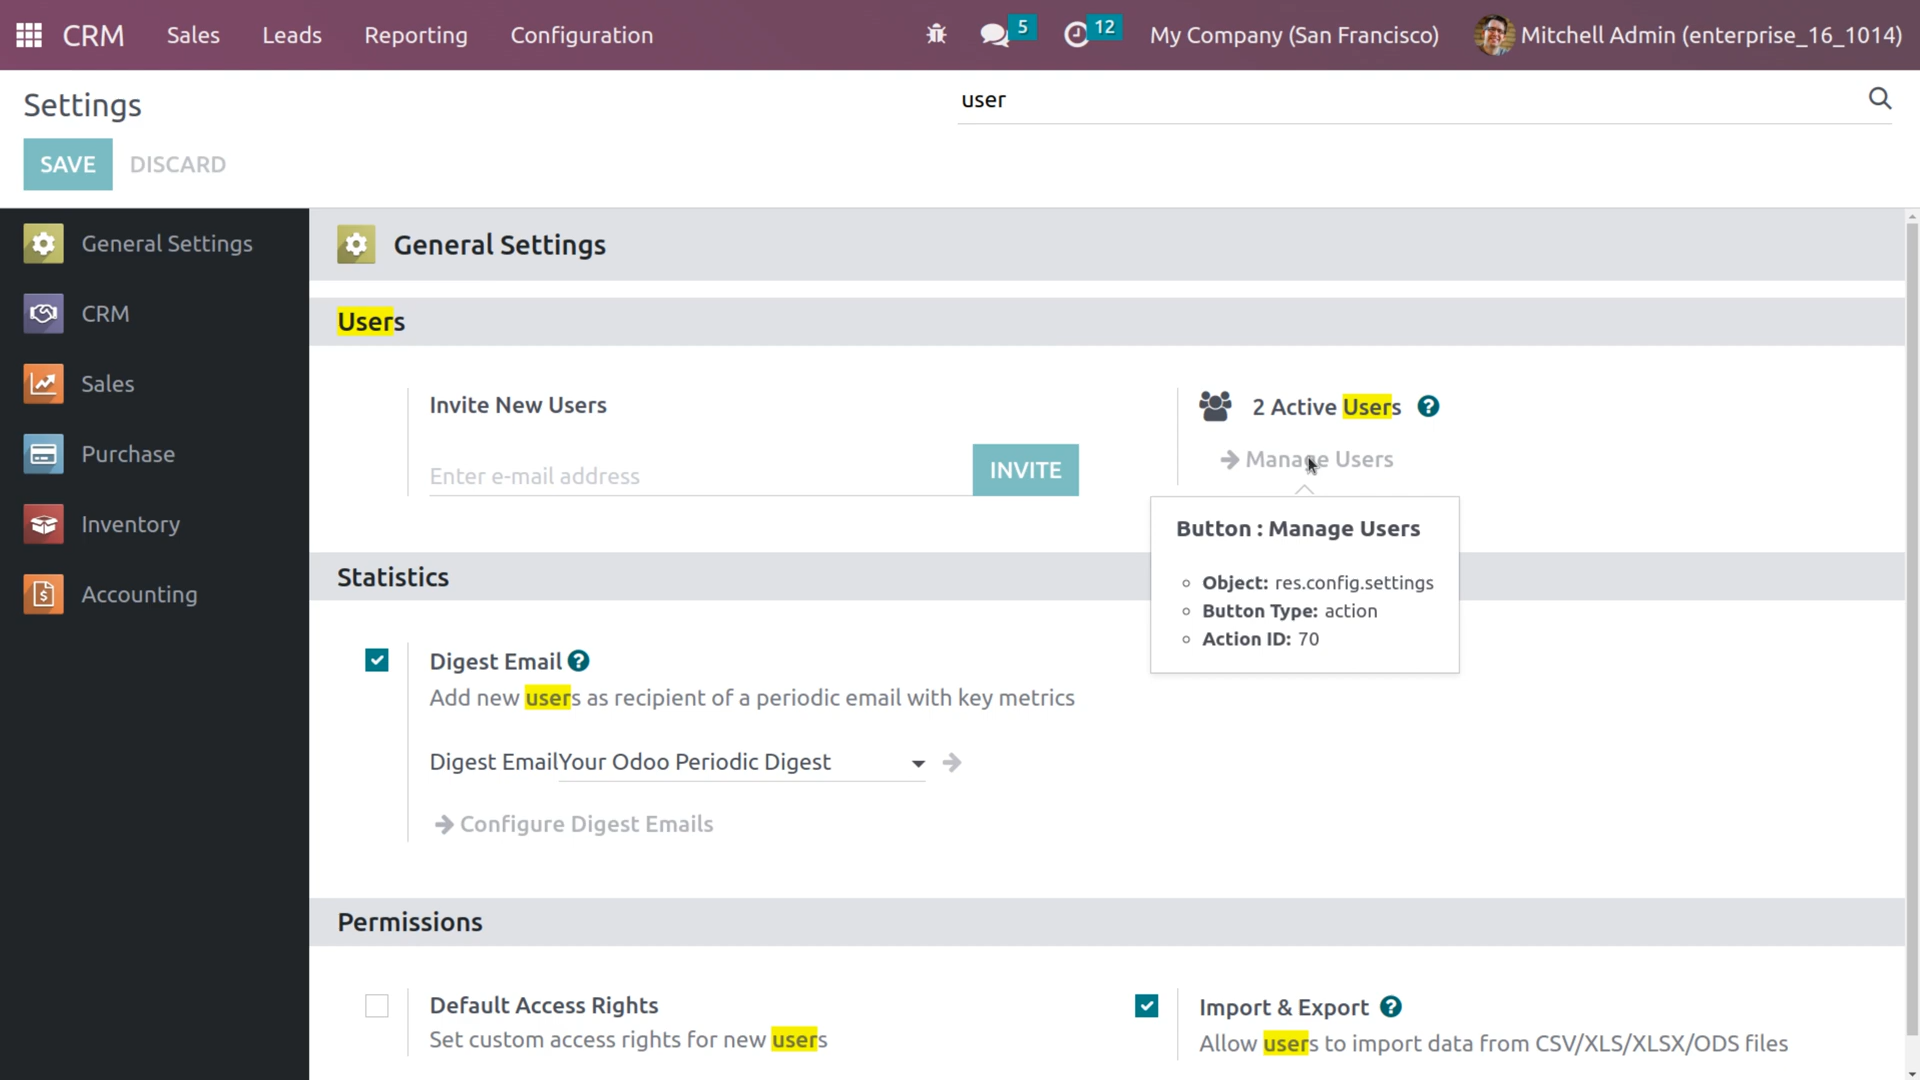 CRM Sales Leads Reporting Configuration 5 12 My Company (San Francisco) Mitchell Admin (enterprise_16_1014)
Settings
user
SAVE DISCARD
General Settings
CRM
Sales
Purchase
Inventory
Accounting
General Settings
Users
Invite New Users
Enter e-mail address
INVITE
2 Active Users ?
Manage Users
Button : Manage Users
Object: res.config.settings
Button Type: action
Action ID: 70
Statistics
Digest Email ?
Add new users as recipient of a periodic email with key metrics
Digest Email Your Odoo Periodic Digest
Configure Digest Emails
Permissions
Default Access Rights
Set custom access rights for new users
Import & Export ?
Allow users to import data from CSV/XLS/XLSX/ODS files